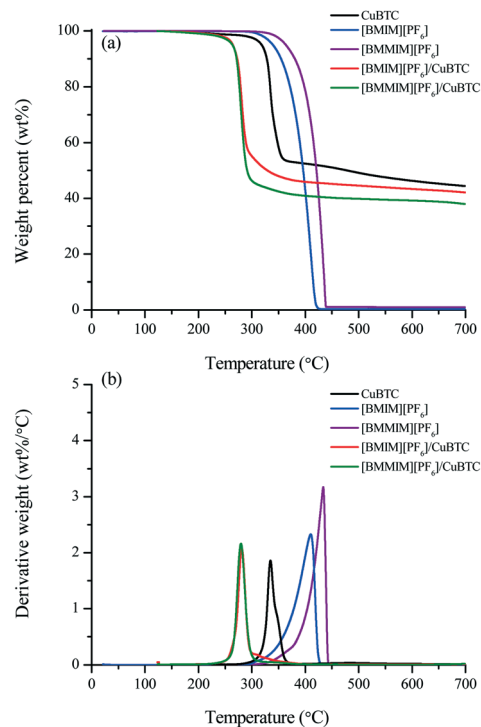 (a)
CuBTC
[BMIM][PF6]
[BMMIM][PF6]
[BMIM][PF6]/CuBTC
[BMMIM][PF6]/CuBTC
Weight percent (wt%)
100
80
60
40
20
0
0 100 200 300 400 500 600 700
Temperature (°C)
(b)
CuBTC
[BMIM][PF6]
[BMMIM][PF6]
[BMIM][PF6]/CuBTC
[BMMIM][PF6]/CuBTC
Derivative weight (wt%/°C)
5
4
3
2
1
0
0 100 200 300 400 500 600 700
Temperature (°C)